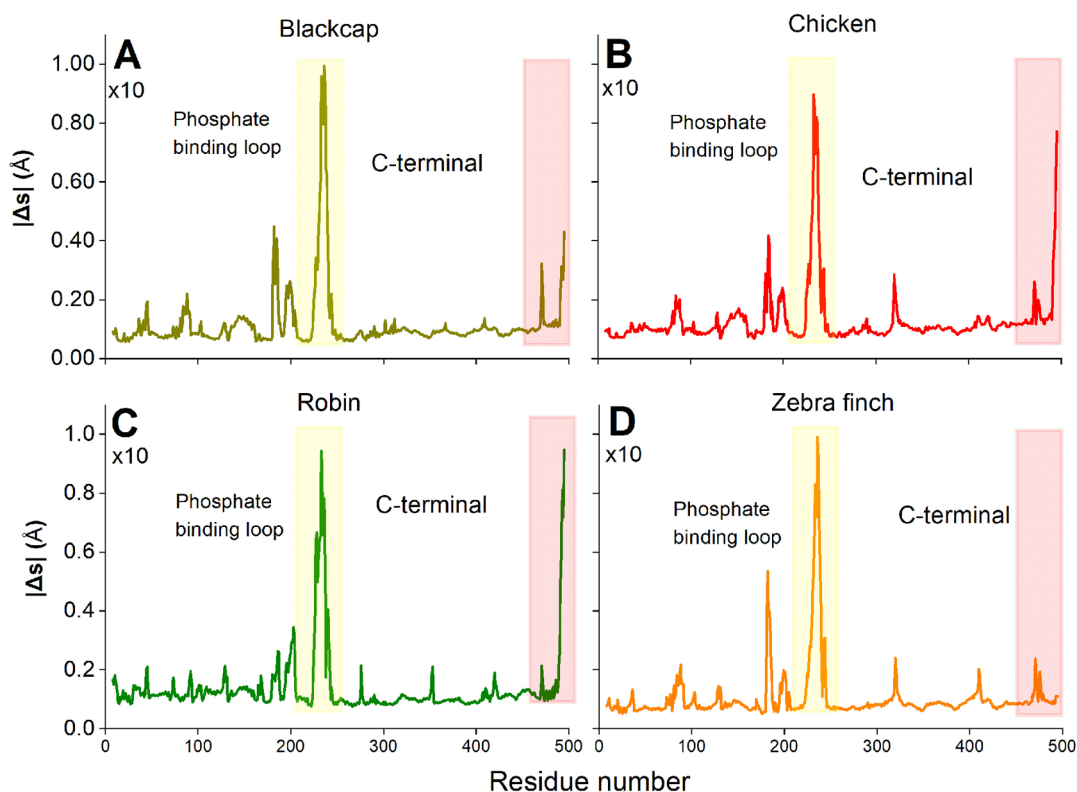 Blackcap
A
x10
1.00
0.80
0.60
0.40
0.20
0.00
|Δs| (Å)
Phosphate
binding loop
C-terminal
Chicken
B
x10
Phosphate
binding loop
C-terminal
Robin
C
x10
1.0
0.8
0.6
0.4
0.2
0.0
|Δs| (Å)
Phosphate
binding loop
C-terminal
0 100 200 300 400 500
Zebra finch
D
x10
Phosphate
binding loop
C-terminal
0 100 200 300 400 500
Residue number